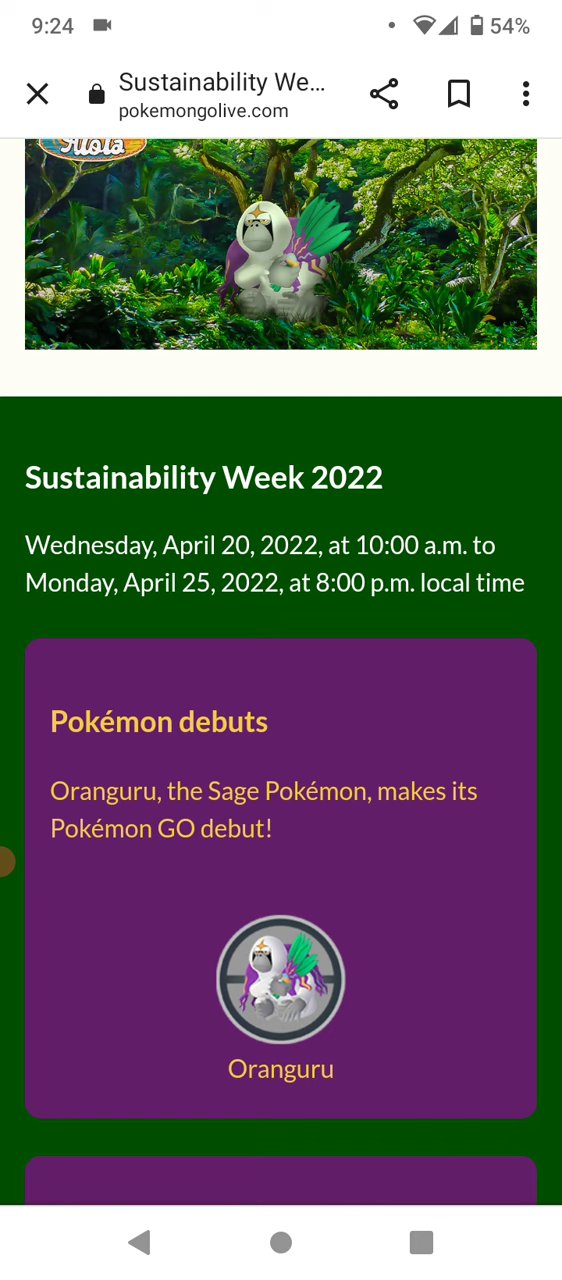 9:24
54%
Sustainability We...
pokemongolive.com
Alola
Sustainability Week 2022
Wednesday, April 20, 2022, at 10:00 a.m. to
Monday, April 25, 2022, at 8:00 p.m. local time
Pokémon debuts
Oranguru, the Sage Pokémon, makes its
Pokémon GO debut!
Oranguru